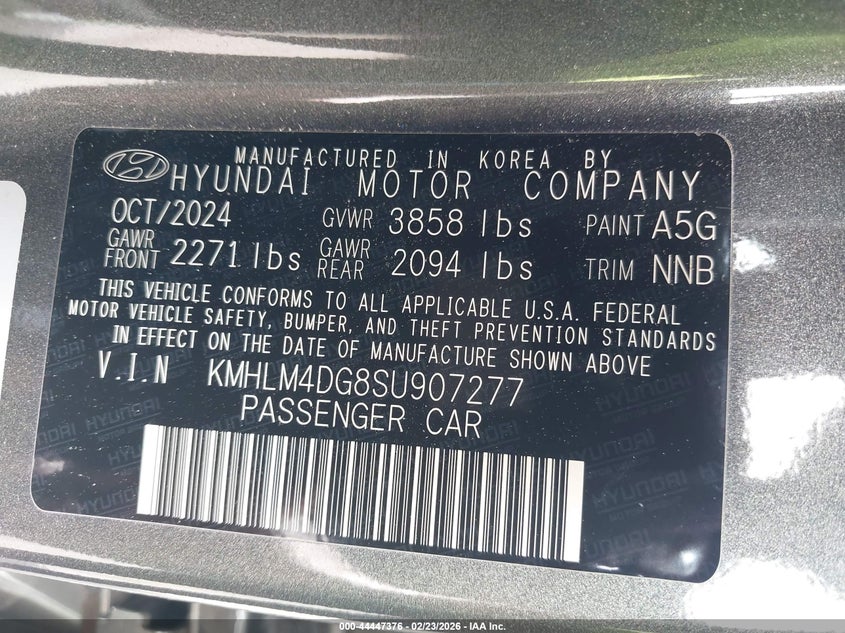 MANUFACTURED IN KOREA BY
HYUNDAI MOTOR COMPANY
OCT/2024 GVWR 3858 lbs PAINT A5G
GAWR FRONT 2271 lbs GAWR REAR 2094 lbs TRIM NNB
THIS VEHICLE CONFORMS TO ALL APPLICABLE U.S.A. FEDERAL
MOTOR VEHICLE SAFETY, BUMPER, AND THEFT PREVENTION STANDARDS
IN EFFECT ON THE DATE OF MANUFACTURE SHOWN ABOVE
V.I.N KMHLM4DG8SU907277
PASSENGER CAR
000-44447376 - 02/23/2026 - IAA Inc.